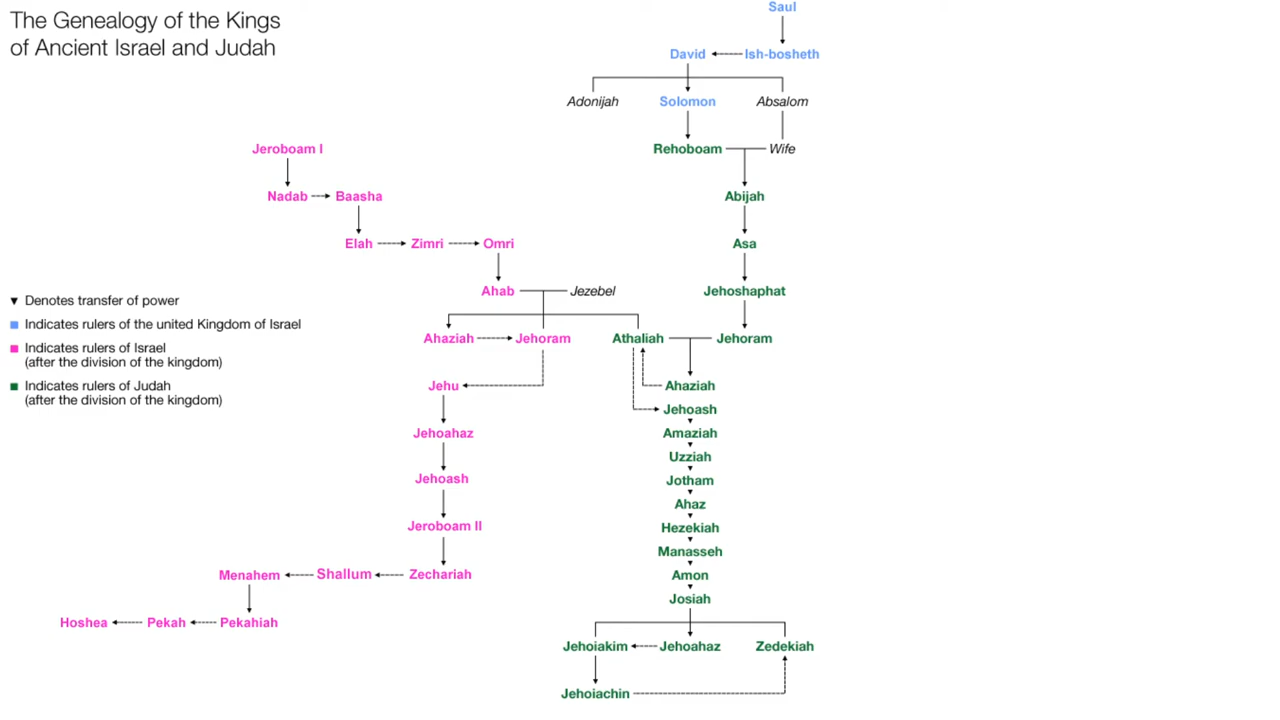 The Genealogy of the Kings
of Ancient Israel and Judah
Saul
David
Ish-bosheth
Adonijah
Solomon
Absalom
Jeroboam I
Rehoboam
Wife
Nadab
Baasha
Abijah
Elah
Zimri
Omri
Asa
Ahab
Jezebel
Jehoshaphat
Denotes transfer of power
Indicates rulers of the united Kingdom of Israel
Indicates rulers of Israel
(after the division of the kingdom)
Indicates rulers of Judah
(after the division of the kingdom)
Ahaziah
Jehoram
Athaliah
Jehoram
Jehu
Ahaziah
Jehoash
Jehoahaz
Amaziah
Uzziah
Jehoash
Jotham
Ahaz
Jeroboam II
Hezekiah
Manasseh
Menahem
Shallum
Zechariah
Amon
Josiah
Hoshea
Pekah
Pekahiah
Jehoiakim
Jehoahaz
Zedekiah
Jehoiachin